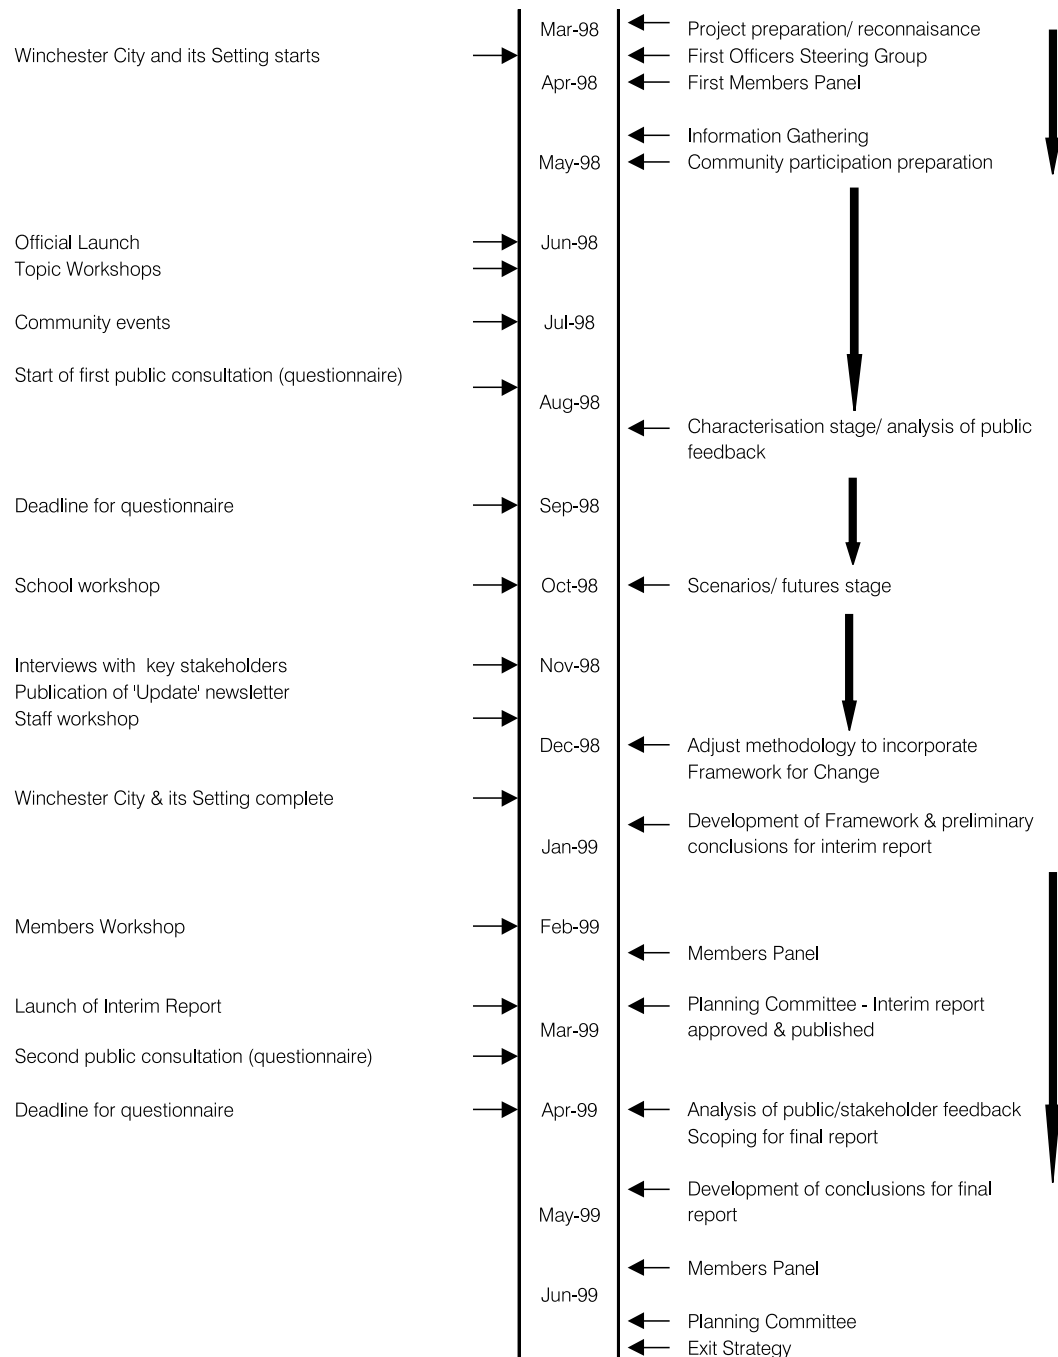 Mar-98
Project preparation/ reconnaisance
Winchester City and its Setting starts
First Officers Steering Group
Apr-98
First Members Panel
Information Gathering
May-98
Community participation preparation
Official Launch
Jun-98
Topic Workshops
Community events
Jul-98
Start of first public consultation (questionnaire)
Aug-98
Characterisation stage/ analysis of public
feedback
Deadline for questionnaire
Sep-98
School workshop
Oct-98
Scenarios/ futures stage
Interviews with key stakeholders
Nov-98
Publication of 'Update' newsletter
Staff workshop
Dec-98
Adjust methodology to incorporate
Framework for Change
Winchester City & its Setting complete
Development of Framework & preliminary
conclusions for interim report
Jan-99
Members Workshop
Feb-99
Members Panel
Launch of Interim Report
Planning Committee - Interim report
approved & published
Mar-99
Second public consultation (questionnaire)
Deadline for questionnaire
Apr-99
Analysis of public/stakeholder feedback
Scoping for final report
Development of conclusions for final
report
May-99
Members Panel
Jun-99
Planning Committee
Exit Strategy